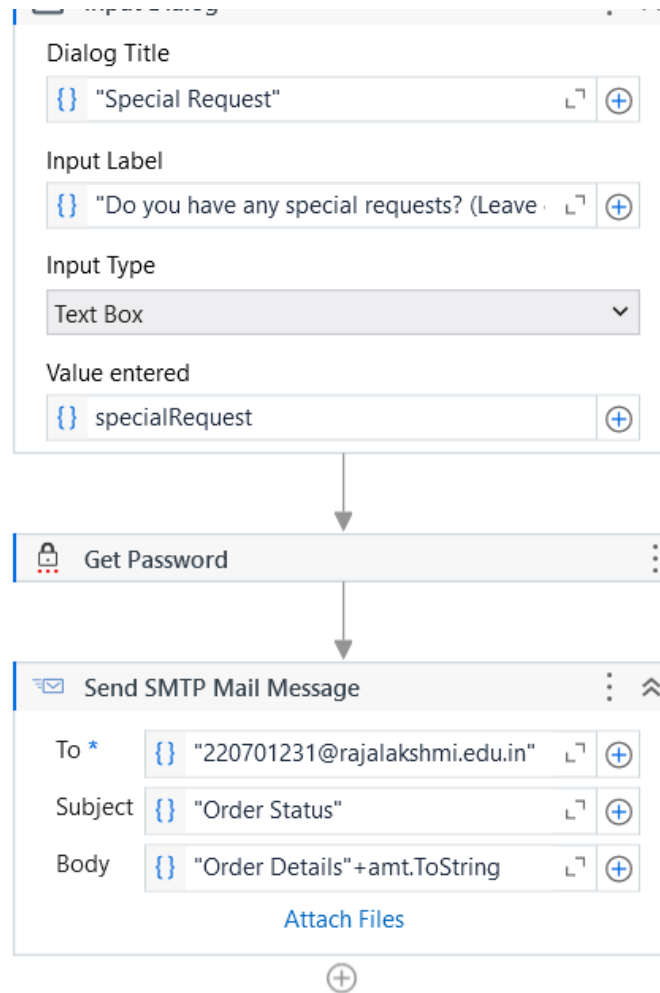 Input Dialog
Dialog Title
"Special Request"
Input Label
"Do you have any special requests? (Leave
Input Type
Text Box
Value entered
specialRequest
Get Password
Send SMTP Mail Message
To * "220701231@rajalakshmi.edu.in"
Subject "Order Status"
Body "Order Details"+amt.ToString
Attach Files